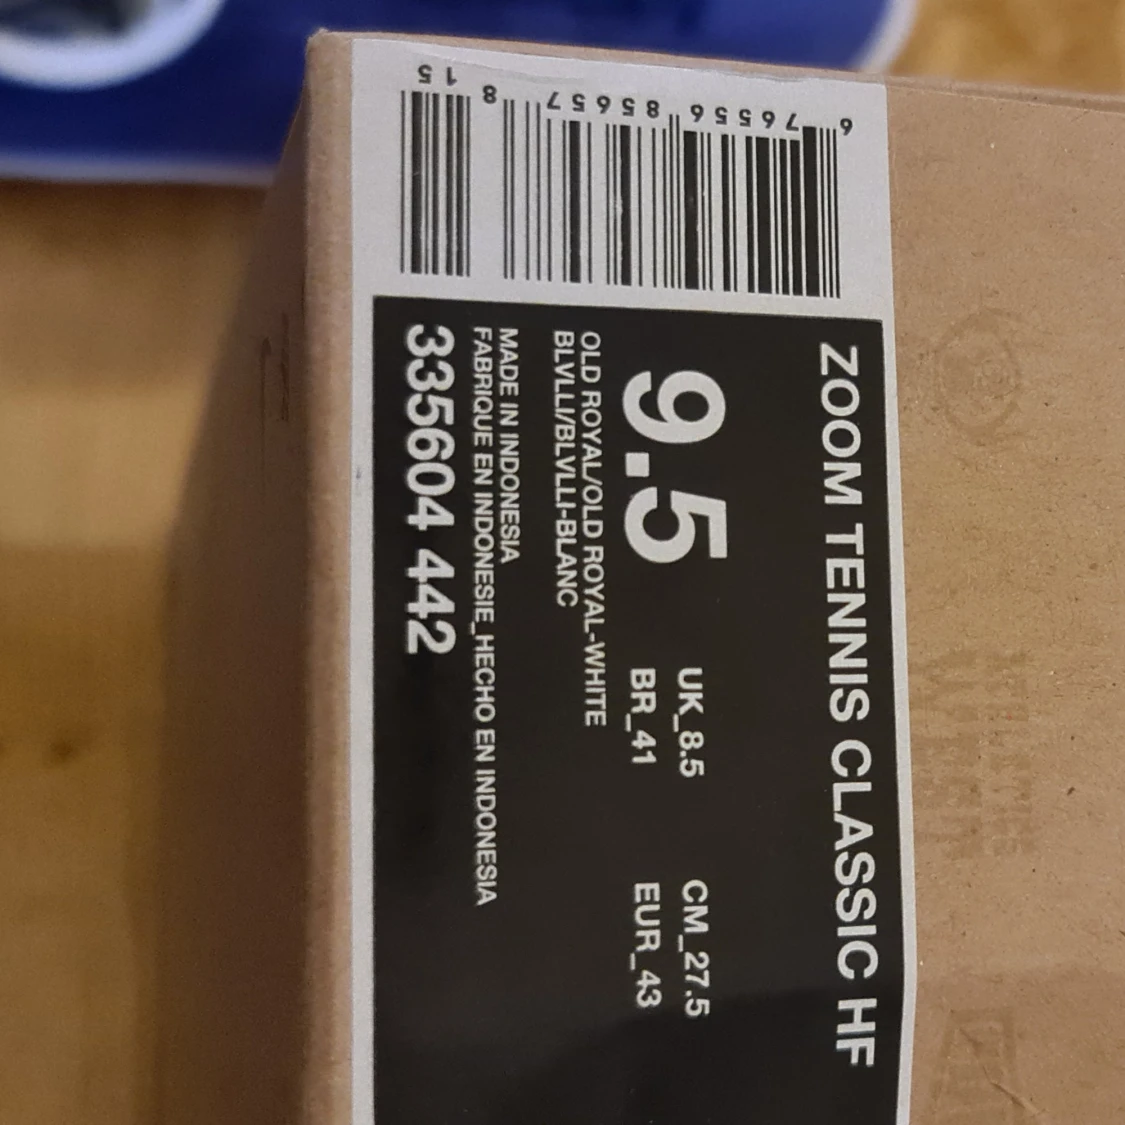 ZOOM TENNIS CLASSIC HF
9.5
UK_8.5
CM_27.5
BR_41
EUR_43
OLD ROYAL/OLD ROYAL-WHITE
BLVLLI/BLVLLI-BLANC
MADE IN INDONESIA
FABRIQUE EN INDONESIE_HECHO EN INDONESIA
335604 442
6 76556 85657 8 15